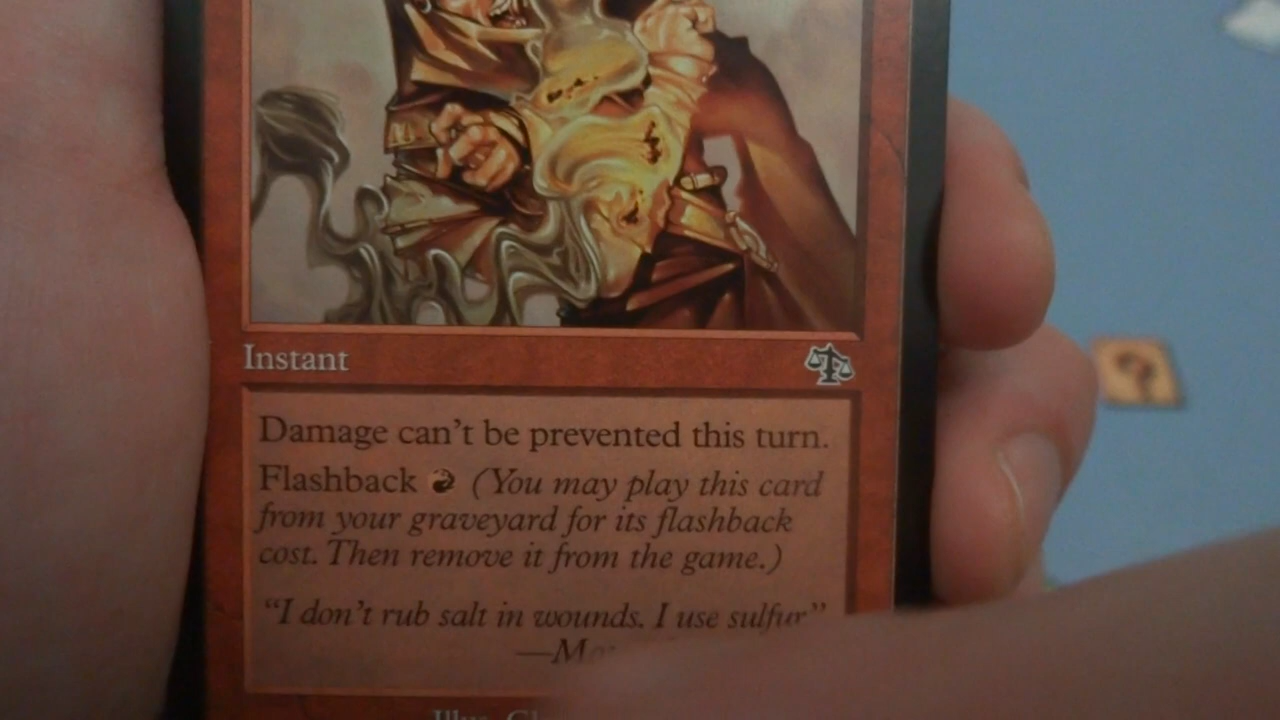 Instant
Damage can't be prevented this turn.
Flashback (You may play this card
from your graveyard for its flashback
cost. Then remove it from the game.)
"I don't rub salt in wounds. I use sulfur"
Illus.